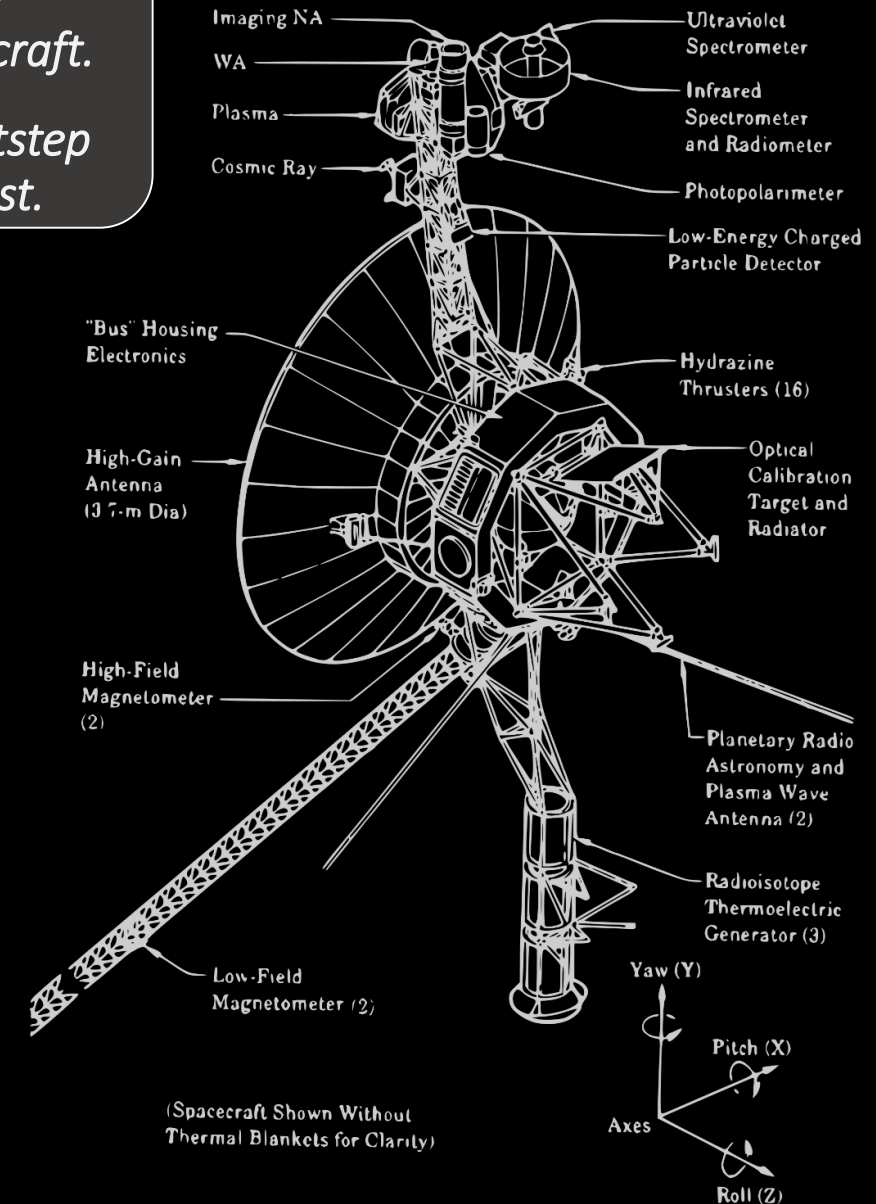 craft.
tstep
st.
Imaging NA
WA
Plasma
Cosmic Ray
Ultraviolet
Spectrometer
Infrared
Spectrometer
and Radiometer
Photopolarimeter
Low-Energy Charged
Particle Detector
"Bus" Housing
Electronics
Hydrazine
Thrusters (16)
High-Gain
Antenna
(3 7-m Dia)
Optical
Calibration
Target and
Radiator
High-Field
Magnetometer
(2)
Planetary Radio
Astronomy and
Plasma Wave
Antenna (2)
Radioisotope
Thermoelectric
Generator (3)
Low-Field
Magnetometer (2)
Yaw (Y)
Pitch (X)
Axes
Roll (Z)
(Spacecraft Shown Without
Thermal Blankets for Clarity)